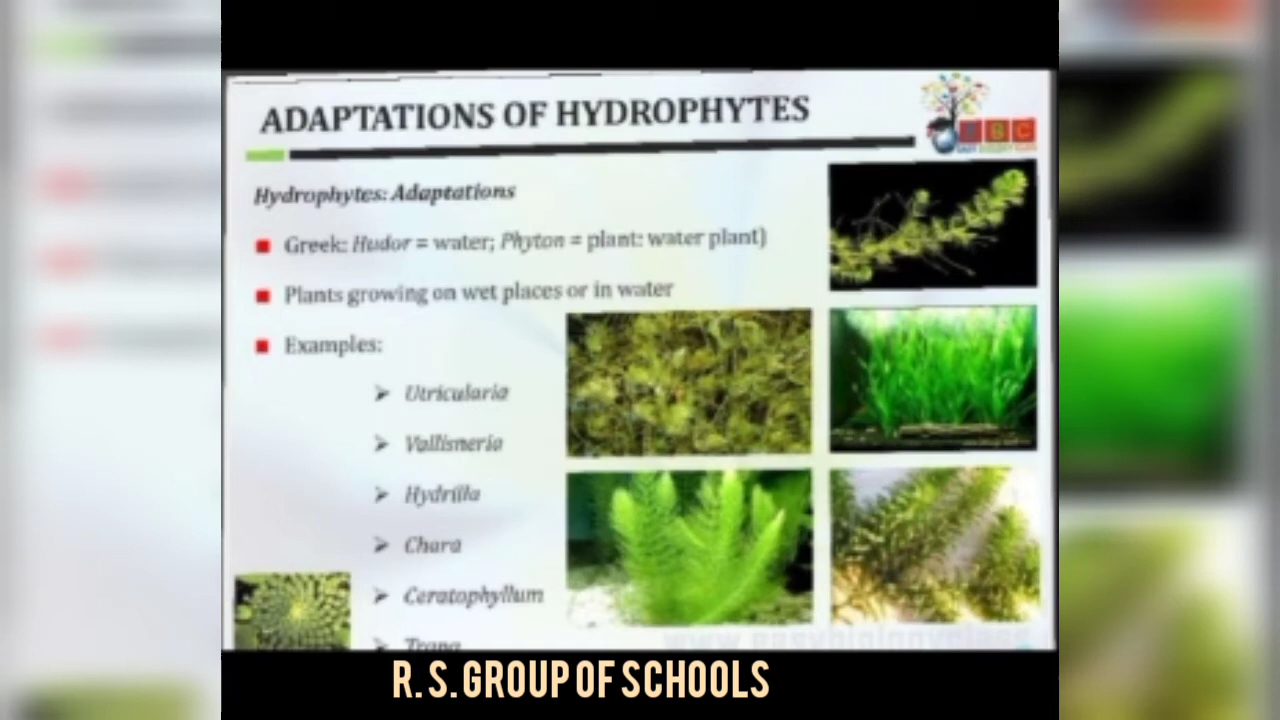 ADAPTATIONS OF HYDROPHYTES
Hydrophytes: Adaptations
Greek: Hudor = water; Phyton = plant: water plant)
Plants growing on wet places or in water
Examples:
Utricularia
Vallisneria
Hydrilla
Chara
Ceratophyllum
Trapa
R. S. GROUP OF SCHOOLS